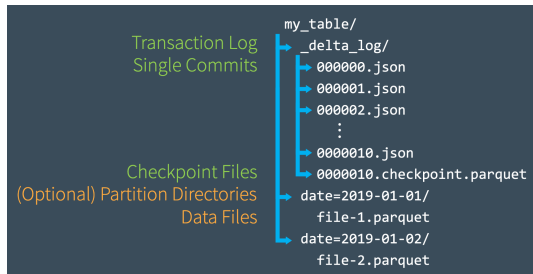 my_table/
Transaction Log _delta_log/
Single Commits 000000.json
000001.json
000002.json
⋮
0000010.json
Checkpoint Files 0000010.checkpoint.parquet
(Optional) Partition Directories date=2019-01-01/
Data Files file-1.parquet
date=2019-01-02/
file-2.parquet